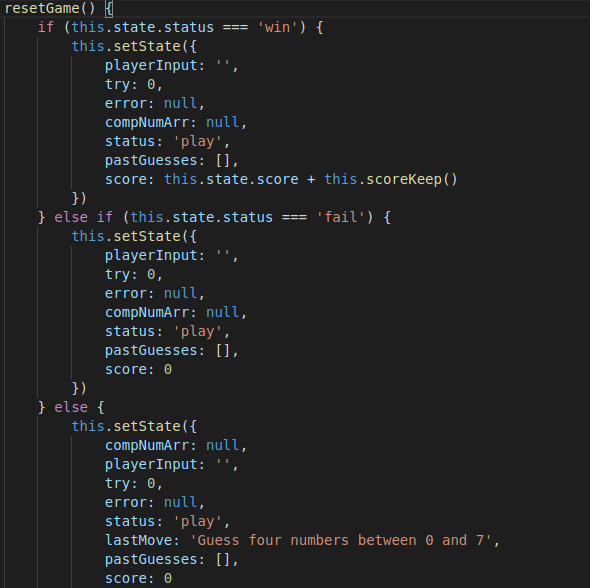 resetGame() {
    if (this.state.status === 'win') {
        this.setState({
            playerInput: '',
            try: 0,
            error: null,
            compNumArr: null,
            status: 'play',
            pastGuesses: [],
            score: this.state.score + this.scoreKeep()
        })
    } else if (this.state.status === 'fail') {
        this.setState({
            playerInput: '',
            try: 0,
            error: null,
            compNumArr: null,
            status: 'play',
            pastGuesses: [],
            score: 0
        })
    } else {
        this.setState({
            compNumArr: null,
            playerInput: '',
            try: 0,
            error: null,
            status: 'play',
            lastMove: 'Guess four numbers between 0 and 7',
            pastGuesses: [],
            score: 0